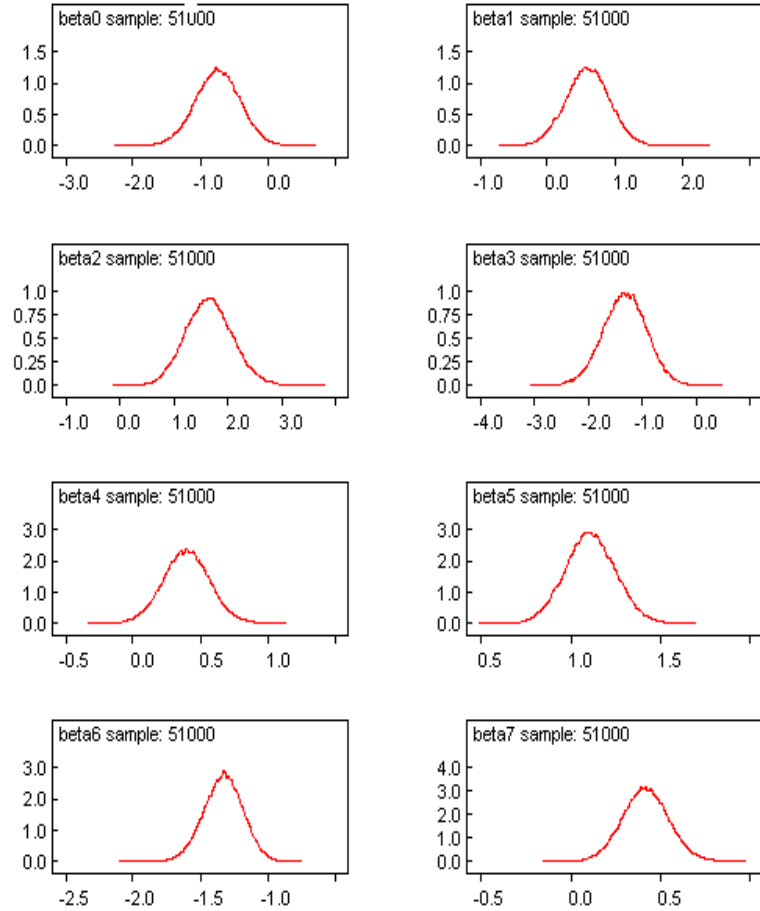 beta0 sample: 51000
1.5
1.0
0.5
0.0
-3.0 -2.0 -1.0 0.0
beta1 sample: 51000
1.5
1.0
0.5
0.0
-1.0 0.0 1.0 2.0
beta2 sample: 51000
1.0
0.75
0.5
0.25
0.0
-1.0 0.0 1.0 2.0 3.0
beta3 sample: 51000
1.0
0.75
0.5
0.25
0.0
-4.0 -3.0 -2.0 -1.0 0.0
beta4 sample: 51000
3.0
2.0
1.0
0.0
-0.5 0.0 0.5 1.0
beta5 sample: 51000
3.0
2.0
1.0
0.0
0.5 1.0 1.5
beta6 sample: 51000
3.0
2.0
1.0
0.0
-2.5 -2.0 -1.5 -1.0
beta7 sample: 51000
4.0
3.0
2.0
1.0
0.0
-0.5 0.0 0.5